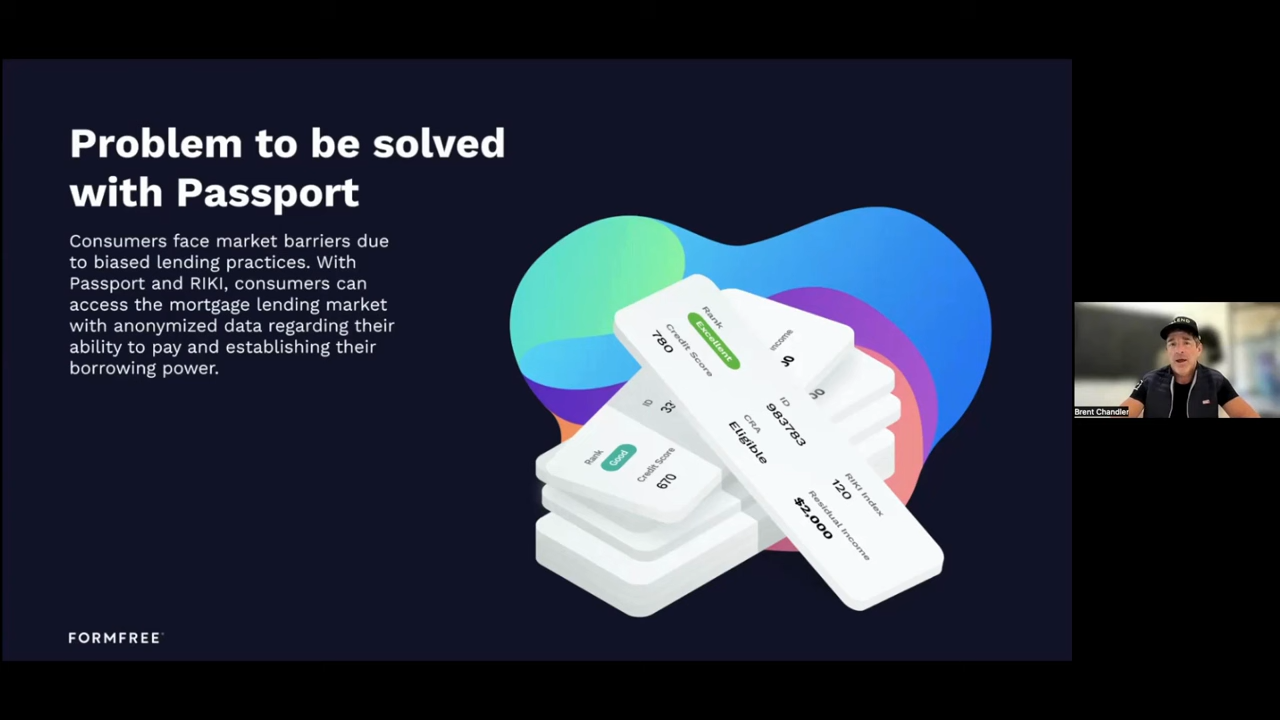 Problem to be solved
with Passport
Consumers face market barriers due
to biased lending practices. With
Passport and RIKI, consumers can
access the mortgage lending market
with anonymized data regarding their
ability to pay and establishing their
borrowing power.
Rank
Excellent
Credit Score
780
ID
983783
CRA
Eligible
RIKI Index
120
Residual Income
$2,000
Income
ID
Rank
Good
Credit Score
670
FORMFREE
Brent Chandler